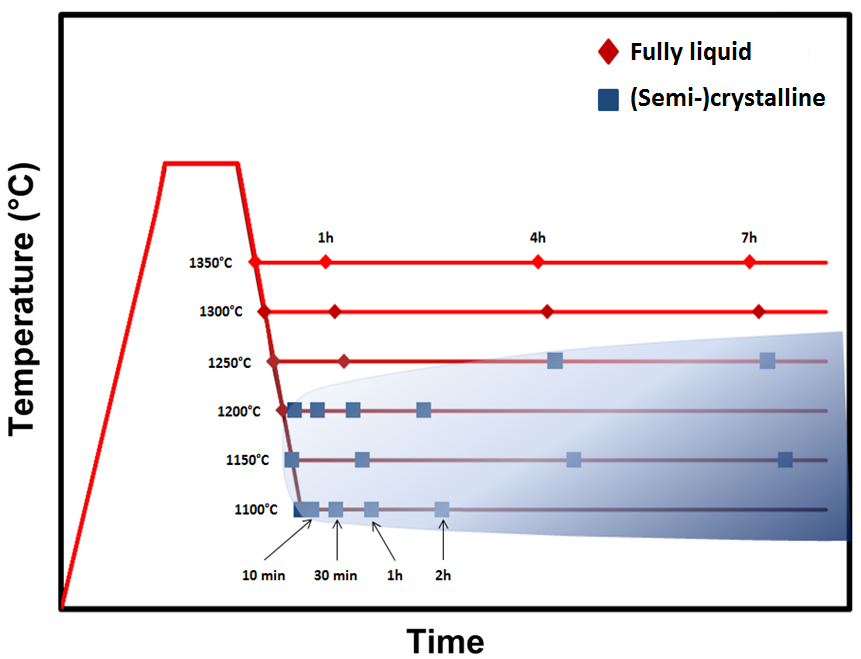 Fully liquid
(Semi-)crystalline
Temperature (°C)
1h
4h
7h
1350°C
1300°C
1250°C
1200°C
1150°C
1100°C
10 min
30 min
1h
2h
Time